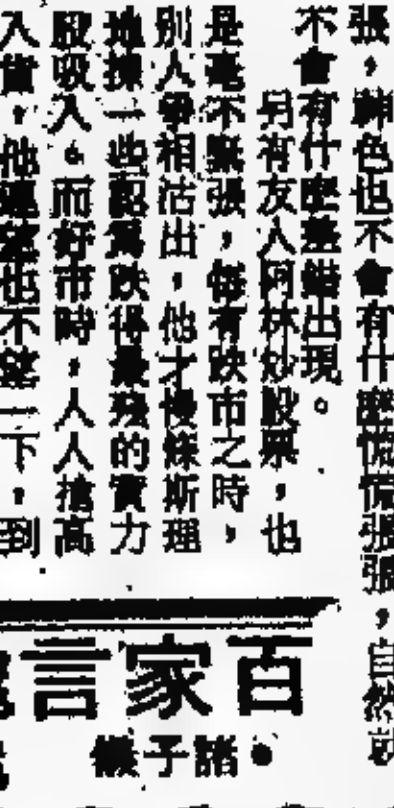 張，神色也不會有什麼慌慌張張，自然就
不會有什麼差錯出現。
另有友人阿林炒股票，也
是毫不緊張，每有跌市之時，
別人爭相沽出，他才慢條斯理
地揀一些認爲跌得最殘的實力
股吸入。而好市時，人人搶高
入貨，他連望也不望一下，到
百家言
●諸子